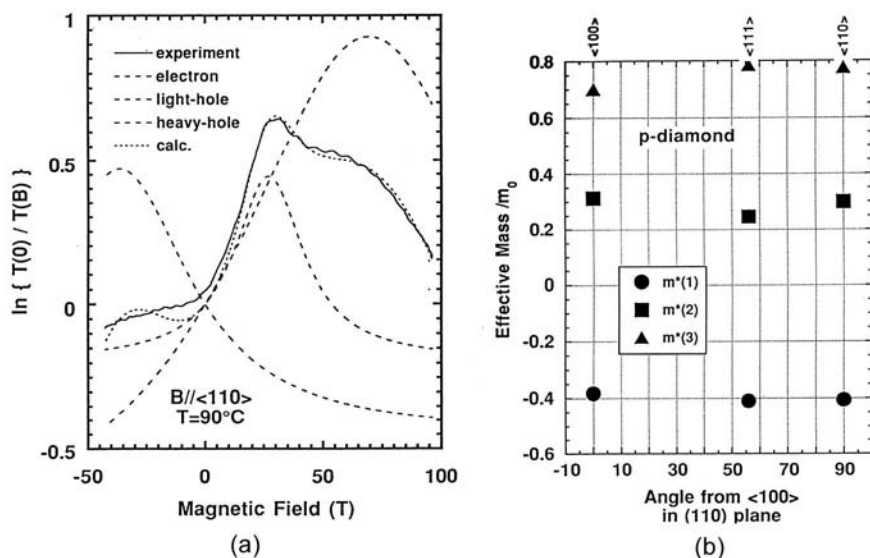 experiment
electron
light-hole
heavy-hole
calc.
ln { T(0) / T(B) }
1
0.5
0
-0.5
B//<110>
T=90°C
-50 0 50 100
Magnetic Field (T)
(a)
<100>
<111>
<110>
0.8
0.6
0.4
0.2
0
-0.2
-0.4
-0.6
Effective Mass /m0
p-diamond
m*(1)
m*(2)
m*(3)
-10 10 30 50 70 90
Angle from <100>
in (110) plane
(b)